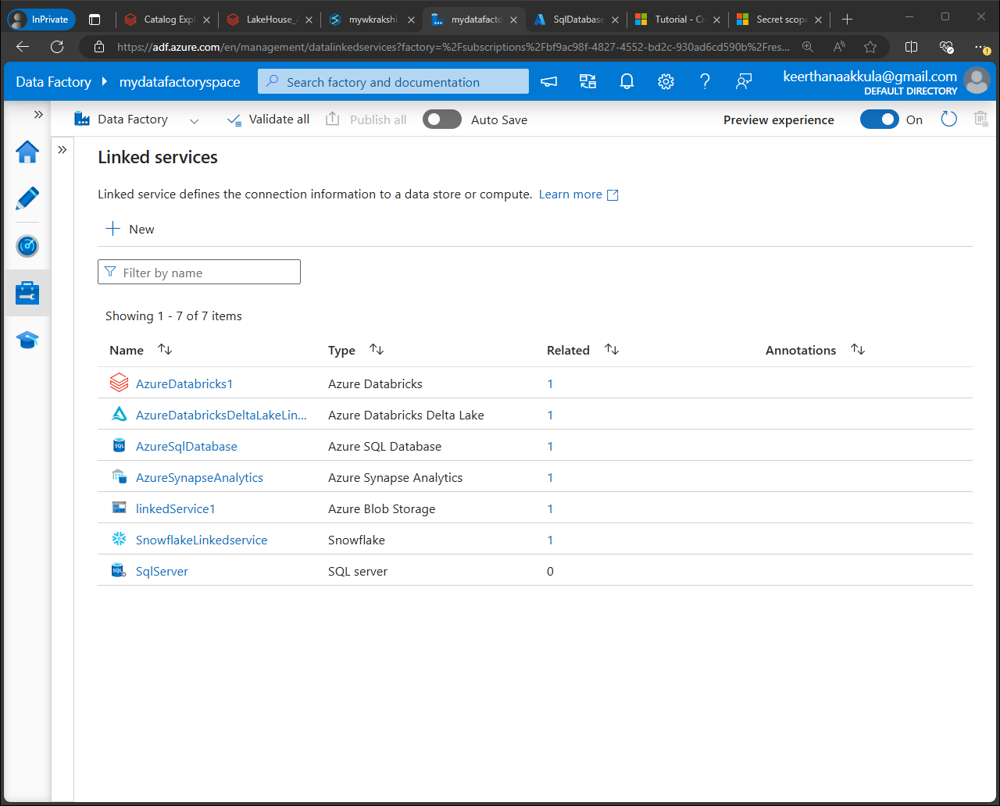 InPrivate
Catalog Expl
LakeHouse_A
mywkrakshi
mydatafacto
SqlDatabase
Tutorial - Cr
Secret scope
https://adf.azure.com/en/management/datalinkedservices?factory=%2Fsubscriptions%2Fbf9ac98f-4827-4552-bd2c-930ad6cd590b%2Fres...
Data Factory
mydatafactoryspace
Search factory and documentation
keerthanaakkula@gmail.com
DEFAULT DIRECTORY
Data Factory
Validate all
Publish all
Auto Save
Preview experience
On
Linked services
Linked service defines the connection information to a data store or compute. Learn more
New
Filter by name
Showing 1 - 7 of 7 items
Name Type Related Annotations
AzureDatabricks1 Azure Databricks 1
AzureDatabricksDeltaLakeLin... Azure Databricks Delta Lake 1
AzureSqlDatabase Azure SQL Database 1
AzureSynapseAnalytics Azure Synapse Analytics 1
linkedService1 Azure Blob Storage 1
SnowflakeLinkedservice Snowflake 1
SqlServer SQL server 0